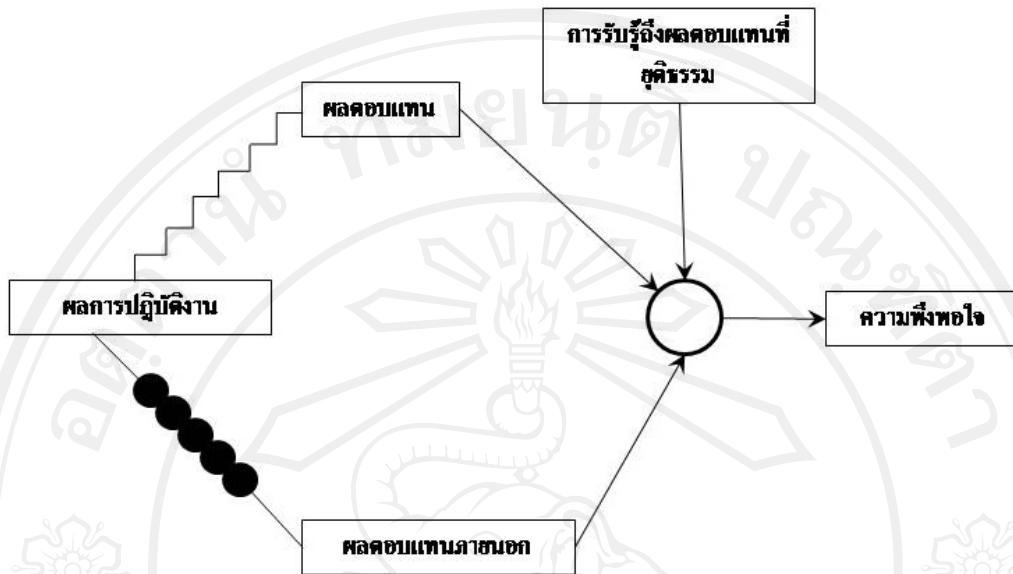 การรับรู้ถึงผลตอบแทนที่
ยุติธรรม
ผลตอบแทน
ผลการปฏิบัติงาน
ความพึงพอใจ
ผลตอบแทนภายนอก